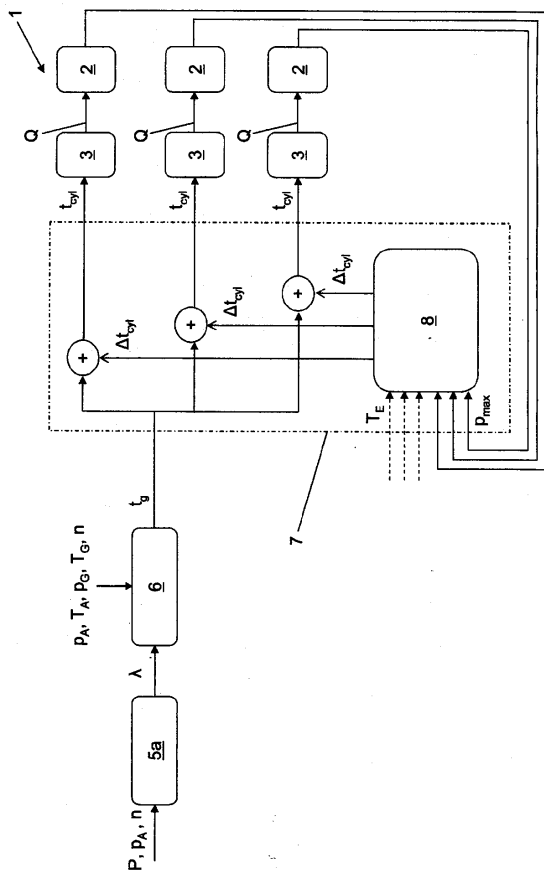 1
2
2
2
Q
Q
Q
3
3
3
t_cyl
t_cyl
t_cyl
+
+
+
Δt_cyl
Δt_cyl
Δt_cyl
8
T_E
p_max
7
t_g
p_A, T_A, p_G, T_G, n
6
λ
5a
P, p_A, n